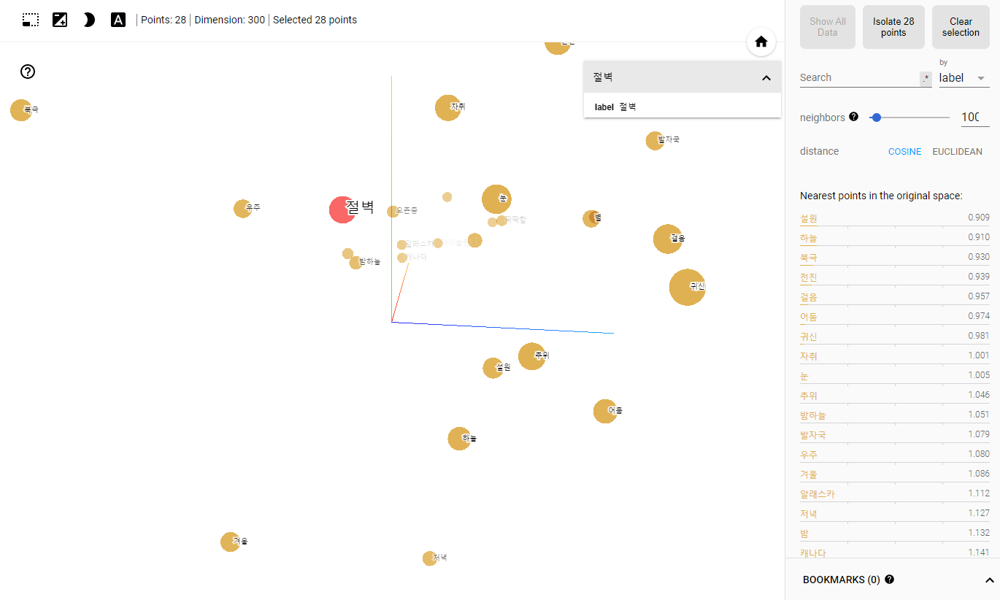 A
Points: 28 | Dimension: 300 | Selected 28 points
Show All Data
Isolate 28 points
Clear selection
절벽
label 절벽
Search
.*
by
label
neighbors
100
distance
COSINE
EUCLIDEAN
Nearest points in the original space:
설원 0.909
하늘 0.910
북극 0.930
전진 0.939
걸음 0.957
어둠 0.974
귀신 0.981
자취 1.001
눈 1.005
추위 1.046
밤하늘 1.051
발자국 1.079
우주 1.080
겨울 1.086
알래스카 1.112
저녁 1.127
밤 1.132
캐나다 1.141
BOOKMARKS (0)
북극
자취
발자국
우주
절벽
오존층
눈
별
딱딱함
걸음
알래스카
밤하늘
캐나다
귀신
추위
설원
어둠
하늘
겨울
저녁